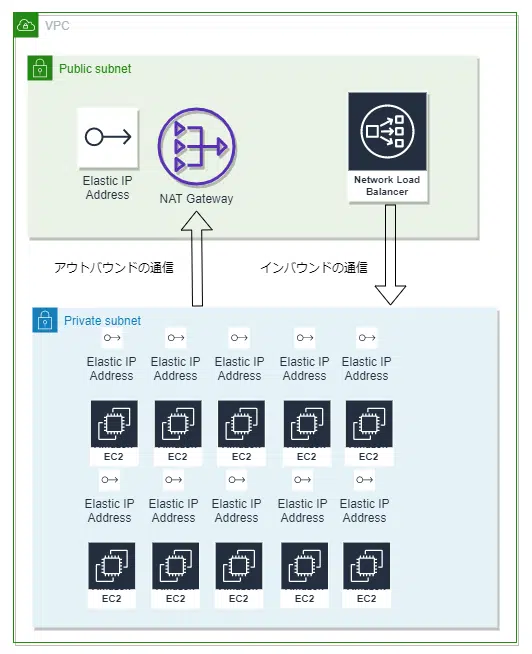 VPC
Public subnet
Elastic IP
Address
NAT Gateway
Network Load
Balancer
アウトバウンドの通信
インバウンドの通信
Private subnet
Elastic IP
Address
Elastic IP
Address
Elastic IP
Address
Elastic IP
Address
Elastic IP
Address
EC2
EC2
EC2
EC2
EC2
Elastic IP
Address
Elastic IP
Address
Elastic IP
Address
Elastic IP
Address
Elastic IP
Address
EC2
EC2
EC2
EC2
EC2